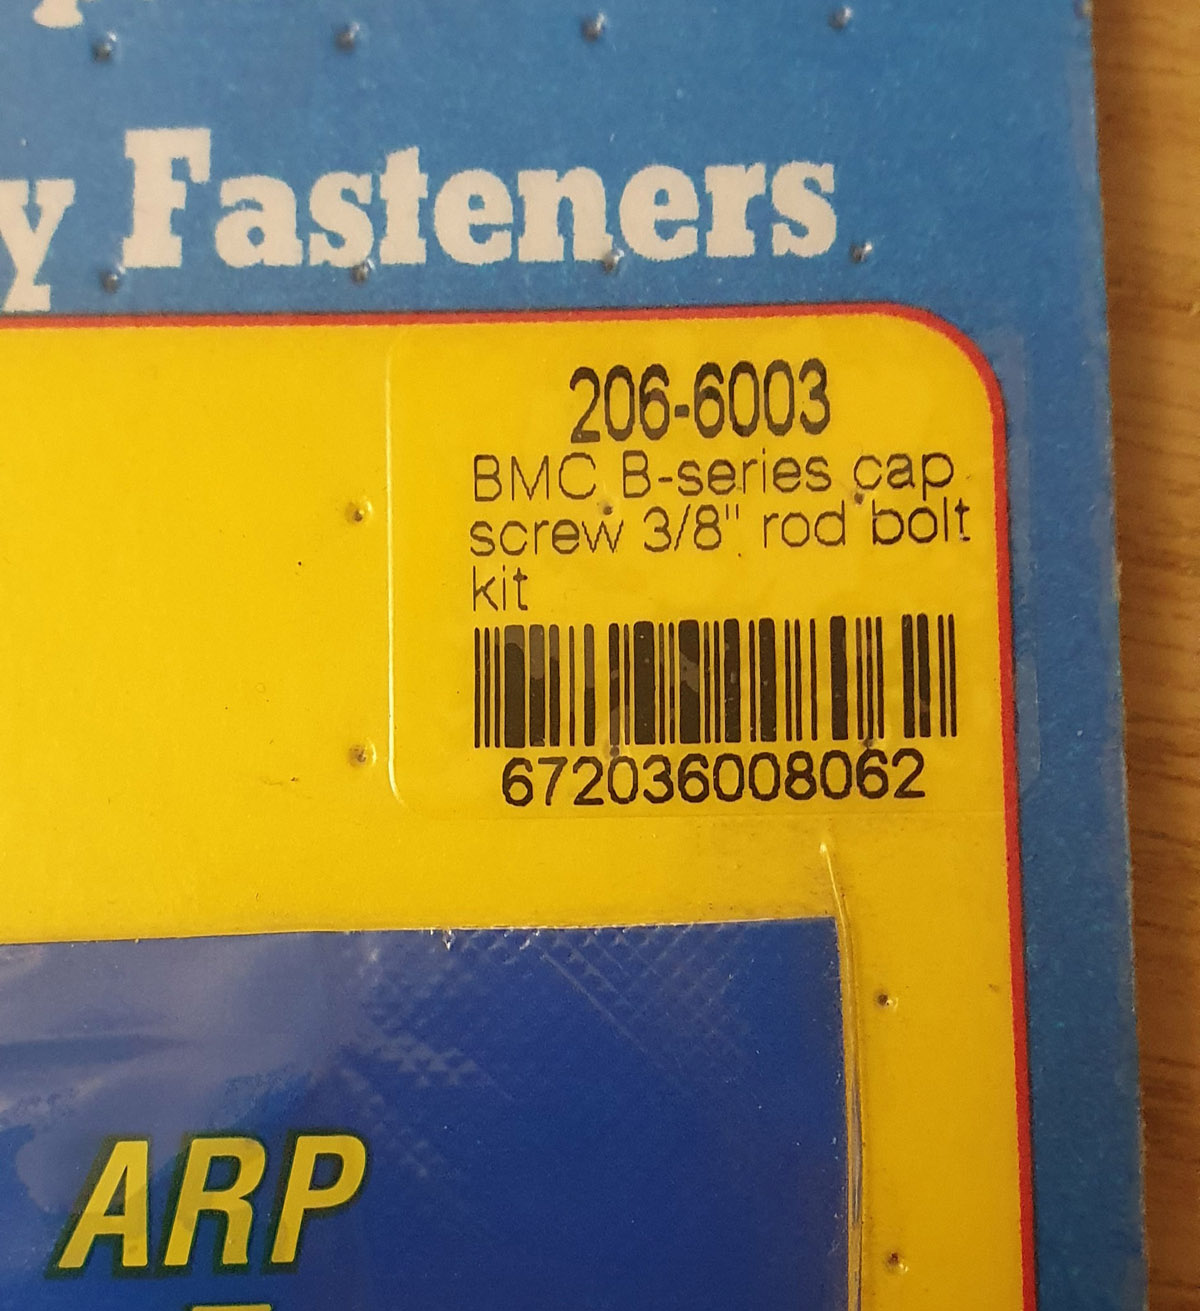 y Fasteners
206-6003
BMC B-series cap
screw 3/8" rod bolt
kit
672036008062
ARP